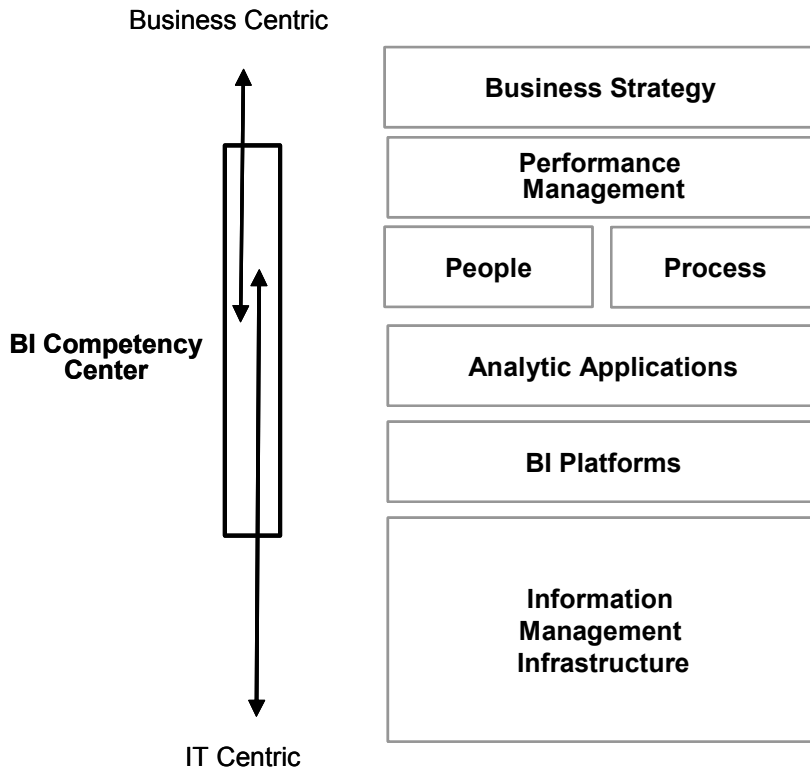 Business Centric
Business Strategy
Performance
Management
People
Process
BI Competency
Center
Analytic Applications
BI Platforms
Information
Management
Infrastructure
IT Centric